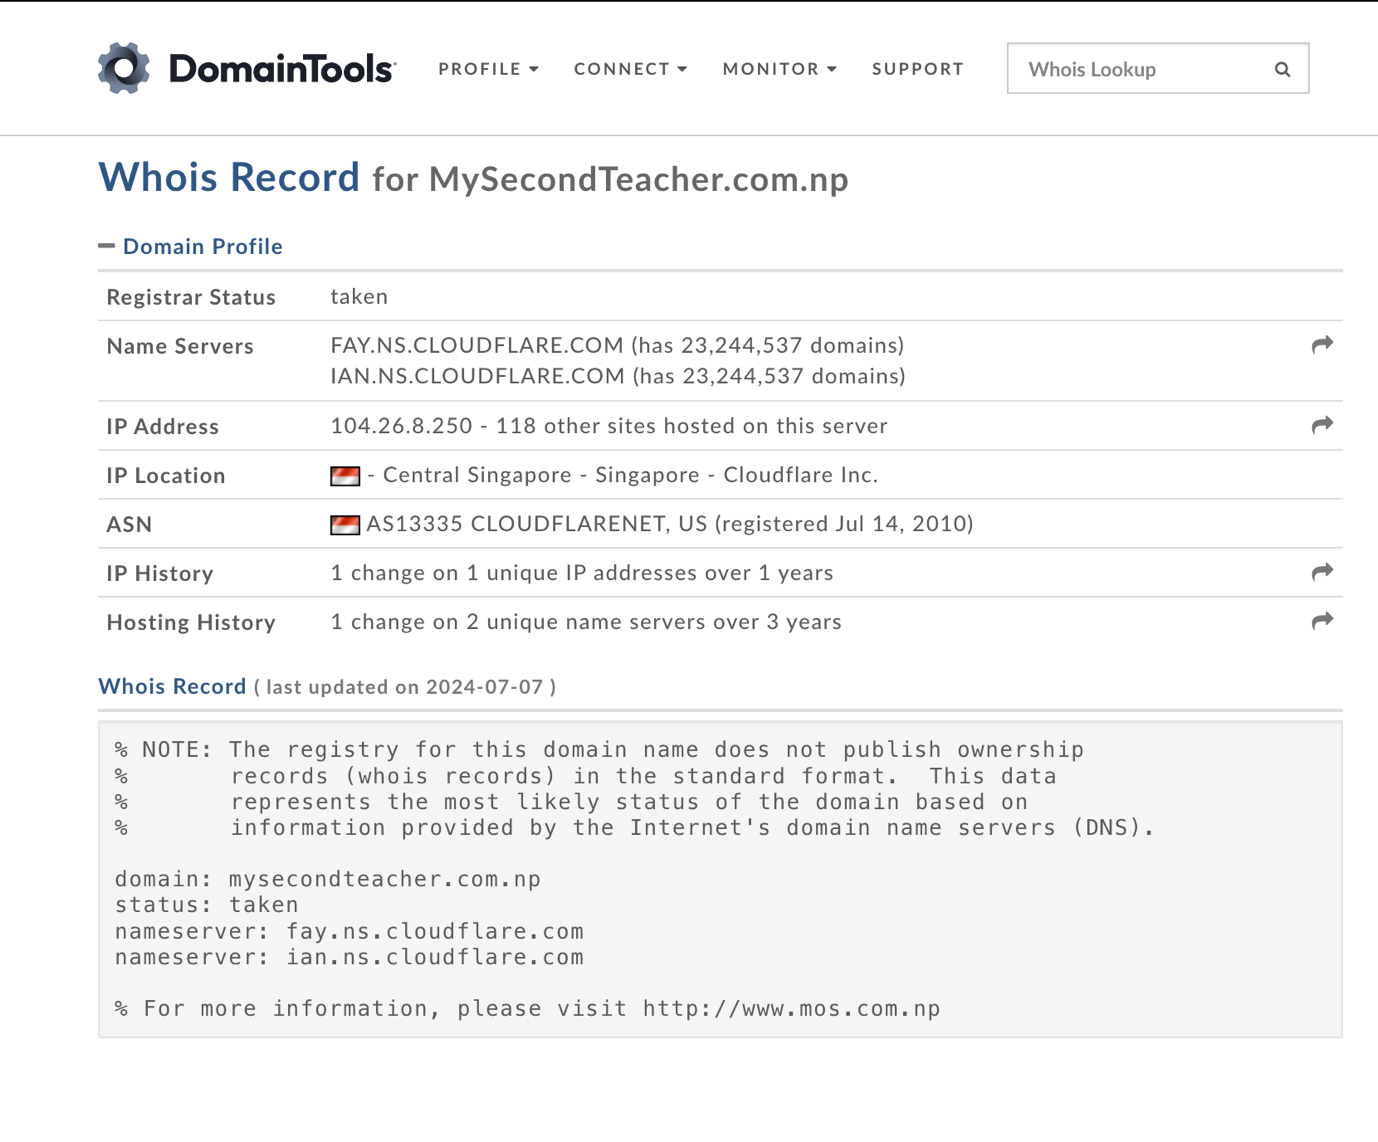 DomainTools
PROFILE CONNECT MONITOR SUPPORT
Whois Lookup
Whois Record for MySecondTeacher.com.np
Domain Profile
Registrar Status taken
Name Servers FAY.NS.CLOUDFLARE.COM (has 23,244,537 domains)
IAN.NS.CLOUDFLARE.COM (has 23,244,537 domains)
IP Address 104.26.8.250 - 118 other sites hosted on this server
IP Location - Central Singapore - Singapore - Cloudflare Inc.
ASN AS13335 CLOUDFLARENET, US (registered Jul 14, 2010)
IP History 1 change on 1 unique IP addresses over 1 years
Hosting History 1 change on 2 unique name servers over 3 years
Whois Record ( last updated on 2024-07-07 )
% NOTE: The registry for this domain name does not publish ownership
% records (whois records) in the standard format.  This data
% represents the most likely status of the domain based on
% information provided by the Internet's domain name servers (DNS).
domain: mysecondteacher.com.np
status: taken
nameserver: fay.ns.cloudflare.com
nameserver: ian.ns.cloudflare.com
% For more information, please visit http://www.mos.com.np